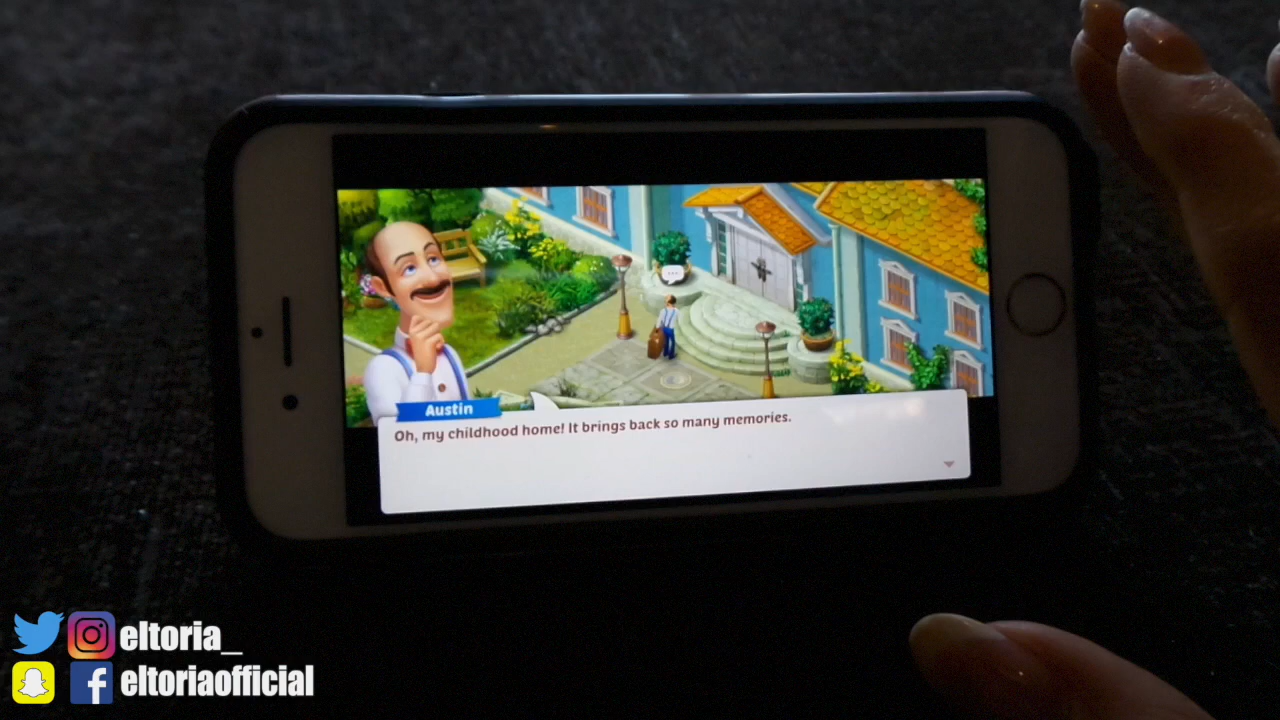 Austin
Oh, my childhood home! It brings back so many memories.
eltoria_
eltoriaofficial